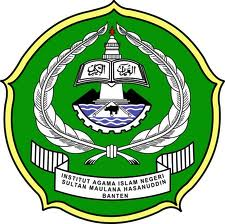 INSTITUT AGAMA ISLAM NEGERI
SULTAN MAULANA HASANUDDIN
BANTEN